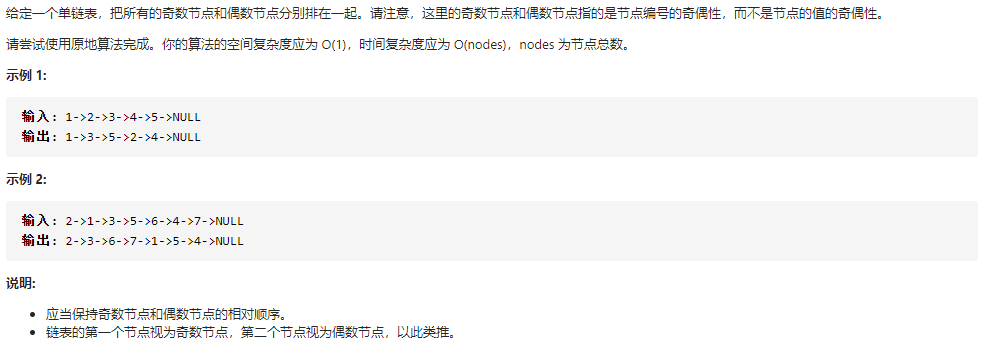 给定一个单链表，把所有的奇数节点和偶数节点分别排在一起。请注意，这里的奇数节点和偶数节点指的是节点编号的奇偶性，而不是节点的值的奇偶性。
请尝试使用原地算法完成。你的算法的空间复杂度应为 O(1)，时间复杂度应为 O(nodes)，nodes 为节点总数。
示例 1:
输入: 1->2->3->4->5->NULL
输出: 1->3->5->2->4->NULL
示例 2:
输入: 2->1->3->5->6->4->7->NULL
输出: 2->3->6->7->1->5->4->NULL
说明:
• 应当保持奇数节点和偶数节点的相对顺序。
• 链表的第一个节点视为奇数节点，第二个节点视为偶数节点，以此类推。